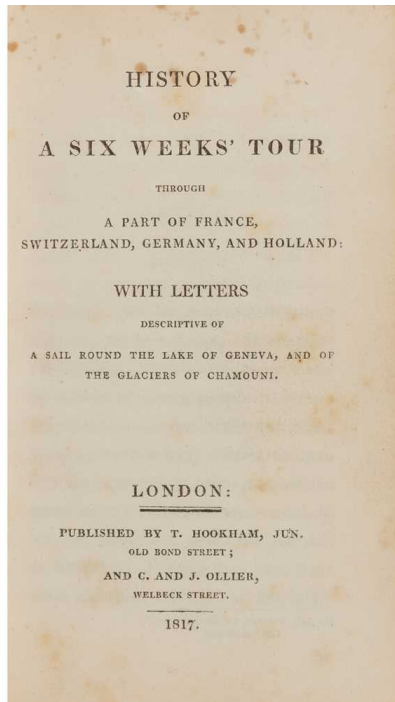 HISTORY
OF
A SIX WEEKS' TOUR
THROUGH
A PART OF FRANCE,
SWITZERLAND, GERMANY, AND HOLLAND:
WITH LETTERS
DESCRIPTIVE OF
A SAIL ROUND THE LAKE OF GENEVA, AND OF
THE GLACIERS OF CHAMOUNI.
LONDON:
PUBLISHED BY T. HOOKHAM, JUN.
OLD BOND STREET;
AND C. AND J. OLLIER,
WELBECK STREET.
1817.